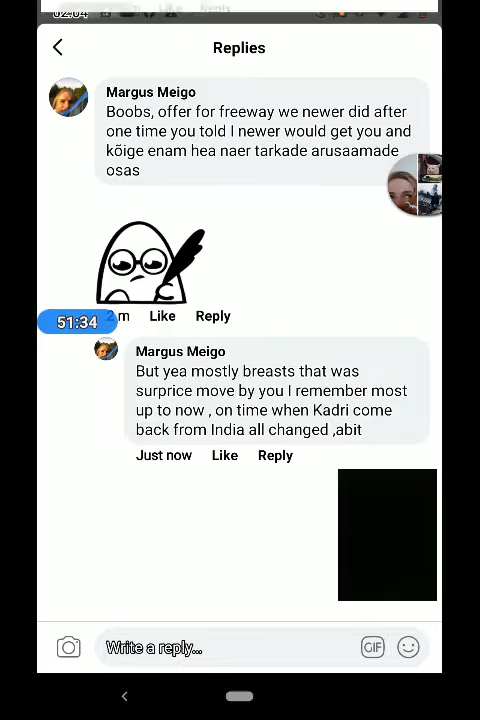 02:04
Like Reply
Replies
Margus Meigo
Boobs, offer for freeway we newer did after
one time you told I newer would get you and
kõige enam hea naer tarkade arusaamade
osas
2 m Like Reply
51:34
Margus Meigo
But yea mostly breasts that was
surprice move by you I remember most
up to now , on time when Kadri come
back from India all changed ,abit
Just now Like Reply
Write a reply...
GIF